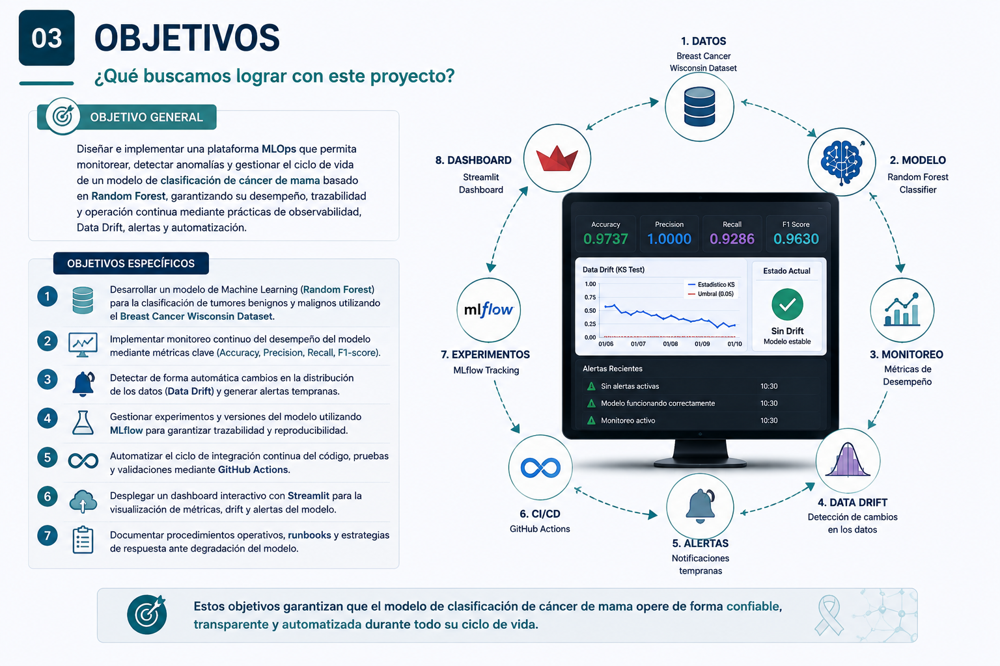 03
OBJETIVOS
¿Qué buscamos lograr con este proyecto?
OBJETIVO GENERAL
Diseñar e implementar una plataforma MLOps que permita
monitorear, detectar anomalías y gestionar el ciclo de vida
de un modelo de clasificación de cáncer de mama basado
en Random Forest, garantizando su desempeño, trazabilidad
y operación continua mediante prácticas de observabilidad,
Data Drift, alertas y automatización.
OBJETIVOS ESPECÍFICOS
1
Desarrollar un modelo de Machine Learning (Random Forest)
para la clasificación de tumores benignos y malignos utilizando
el Breast Cancer Wisconsin Dataset.
2
Implementar monitoreo continuo del desempeño del modelo
mediante métricas clave (Accuracy, Precision, Recall, F1-score).
3
Detectar de forma automática cambios en la distribución
de los datos (Data Drift) y generar alertas tempranas.
4
Gestionar experimentos y versiones del modelo utilizando
MLflow para garantizar trazabilidad y reproducibilidad.
5
Automatizar el ciclo de integración continua del código, pruebas
y validaciones mediante GitHub Actions.
6
Desplegar un dashboard interactivo con Streamlit para la
visualiización de métricas, drift y alertas del modelo.
7
Documentar procedimientos operativos, runbooks y estrategias
de respuesta ante degradación del modelo.
1. DATOS
Breast Cancer
Wisconsin Dataset
2. MODELO
Random Forest
Classifier
3. MONITOREO
Métricas de
Desempeño
4. DATA DRIFT
Detección de cambios
en los datos
5. ALERTAS
Notificaciones
tempranas
6. CI/CD
GitHub Actions
mlflow
7. EXPERIMENTOS
MLflow Tracking
8. DASHBOARD
Streamlit
Dashboard
Accuracy
0.9737
Precision
1.0000
Recall
0.9286
F1 Score
0.9630
Data Drift (KS Test)
Estadístico KS
Umbral (0.05)
1.00
0.75
0.50
0.25
0.00
01/06 01/07 01/08 01/09 01/10
Estado Actual
Sin Drift
Modelo estable
Alertas Recientes
Sin alertas activas 10:30
Modelo funcionando correctamente 10:30
Monitoreo activo 10:30
Estos objetivos garantizan que el modelo de clasificación de cáncer de mama opere de forma confiable,
transparente y automatizada durante todo su ciclo de vida.